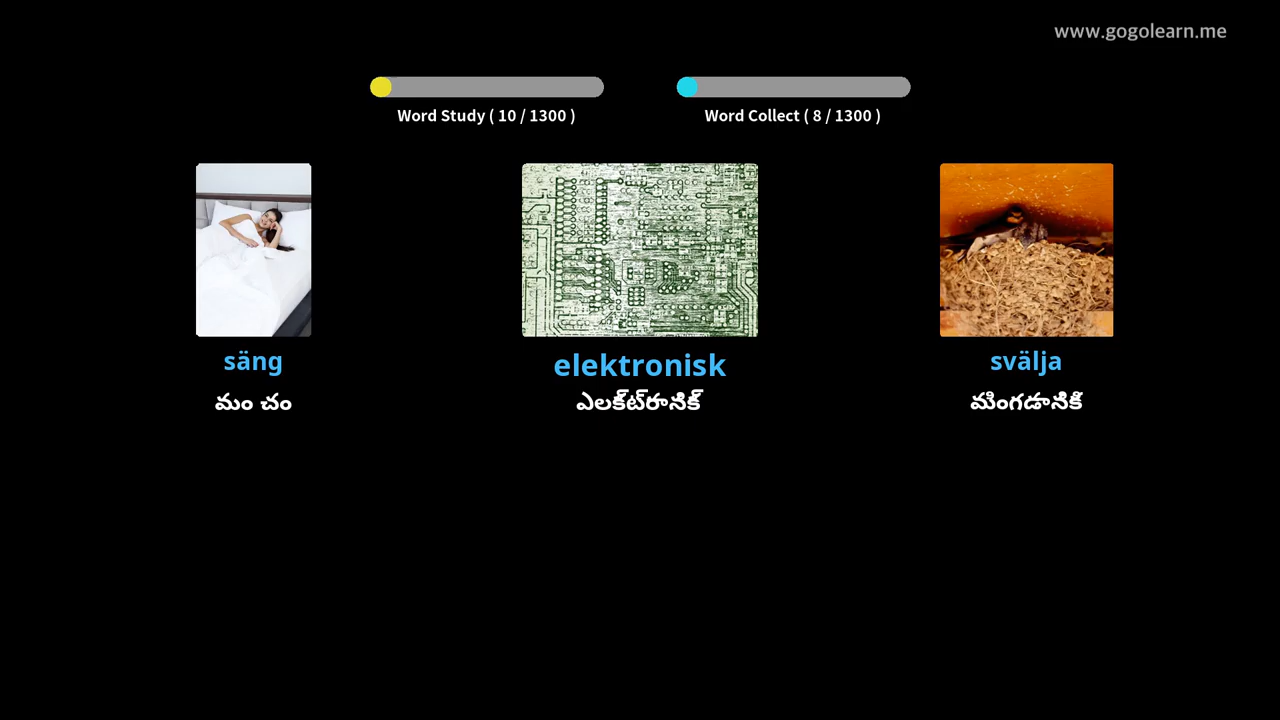 www.gogolearn.me
Word Study ( 10 / 1300 )
Word Collect ( 8 / 1300 )
säng
elektronisk
svälja
మం చం
ఎలక్ట్రానిక్
మింగడానికి